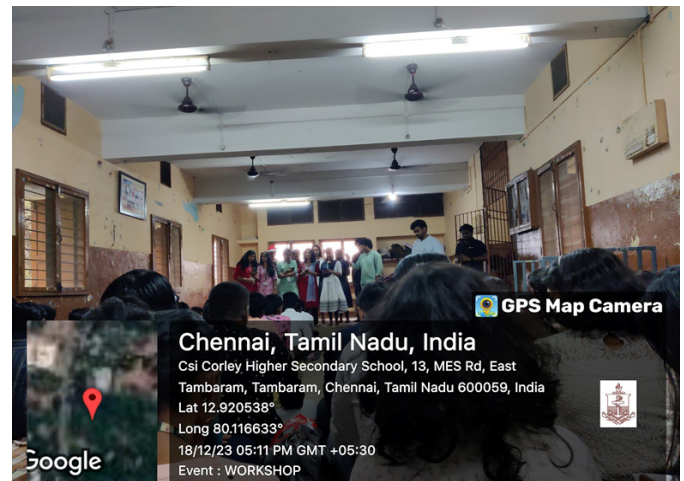 GPS Map Camera
Chennai, Tamil Nadu, India
Csi Corley Higher Secondary School, 13, MES Rd, East
Tambaram, Tambaram, Chennai, Tamil Nadu 600059, India
Lat 12.920538°
Long 80.116633°
18/12/23 05:11 PM GMT +05:30
Event : WORKSHOP
Google